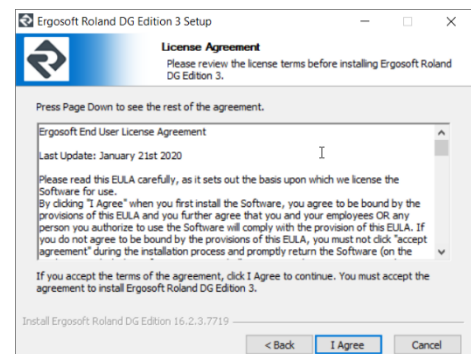 Ergosoft Roland DG Edition 3 Setup
License Agreement
Please review the license terms before installing Ergosoft Roland
DG Edition 3.
Press Page Down to see the rest of the agreement.
Ergosoft End User License Agreement
Last Update: January 21st 2020
Please read this EULA carefully, as it sets out the basis upon which we license the
Software for use.
By clicking "I Agree" when you first install the Software, you agree to be bound by the
provisions of this EULA and you further agree that you and your employees OR any
person you authorize to use the Software will comply with the provision of this EULA. If
you do not agree to be bound by the provisions of this EULA, you must not click "accept
agreement" during the installation process and promptly return the Software (on the
If you accept the terms of the agreement, click I Agree to continue. You must accept the
agreement to install Ergosoft Roland DG Edition 3.
Install Ergosoft Roland DG Edition 16.2.3.7719
< Back
I Agree
Cancel